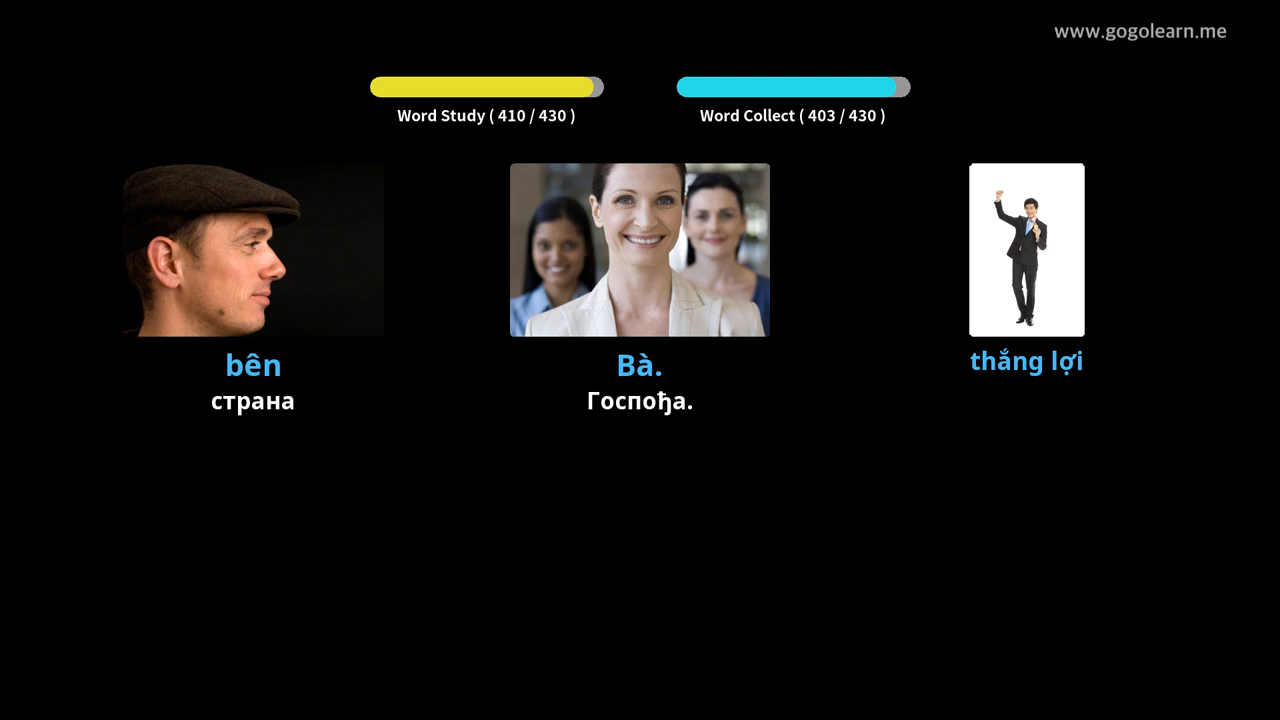 www.gogolearn.me
Word Study ( 410 / 430 )
Word Collect ( 403 / 430 )
bên
страна
Bà.
Госпођа.
thắng lợi